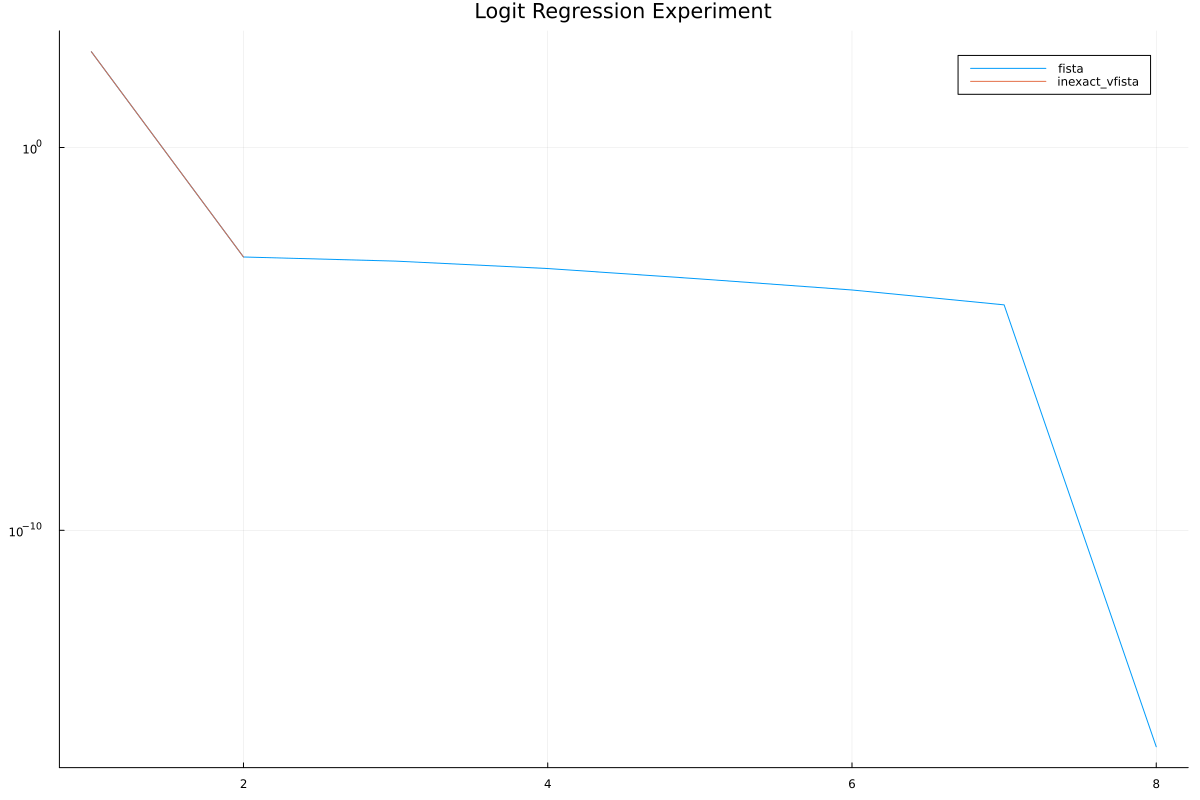 Logit Regression Experiment
fista
inexact_vfista
10^0
10^-10
2 4 6 8